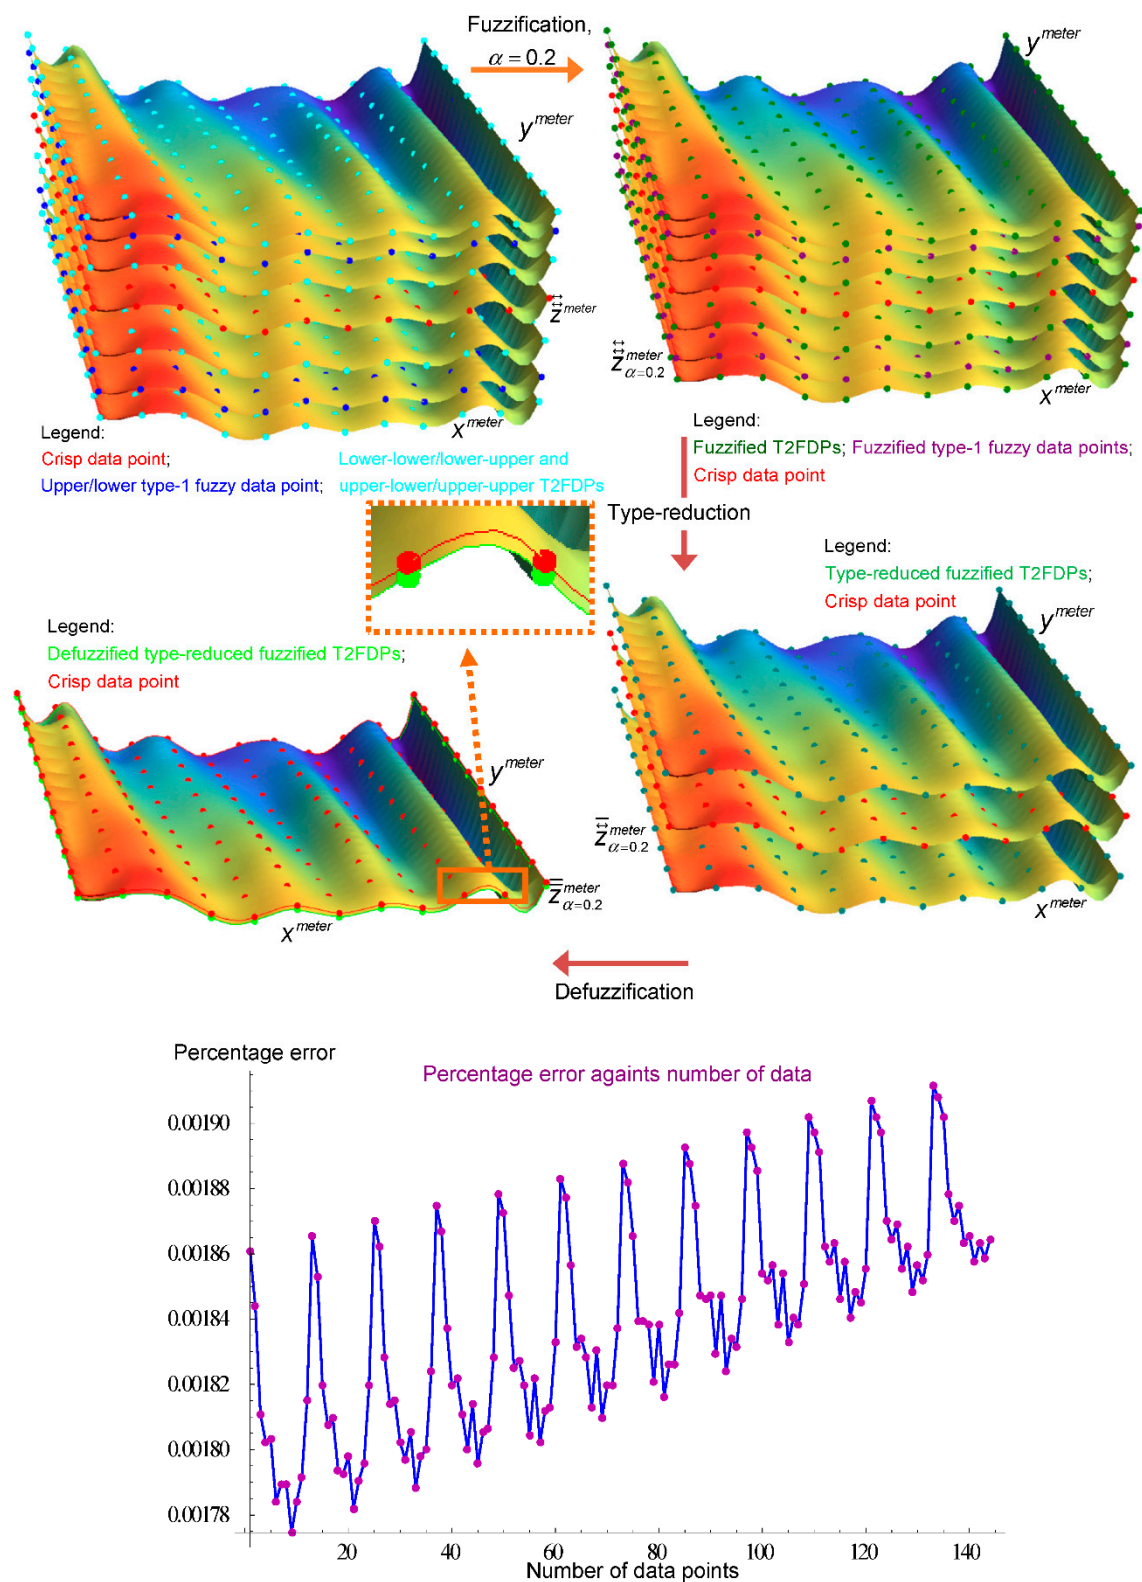 Fuzzification,
α = 0.2
y^meter
y^meter
z^meter
z^meter α=0.2
x^meter
x^meter
Legend:
Crisp data point;
Upper/lower type-1 fuzzy data point;
Lower-lower/lower-upper and
upper-lower/upper-upper T2FDPs
Legend:
Fuzzified T2FDPs; Fuzzified type-1 fuzzy data points;
Crisp data point
Type-reduction
Legend:
Type-reduced fuzzified T2FDPs;
Crisp data point
Legend:
Defuzzified type-reduced fuzzified T2FDPs;
Crisp data point
y^meter
y^meter
z^meter α=0.2
z^meter α=0.2
x^meter
x^meter
Defuzzification
Percentage error
Percentage error againts number of data
0.00190
0.00188
0.00186
0.00184
0.00182
0.00180
0.00178
20 40 60 80 100 120 140
Number of data points